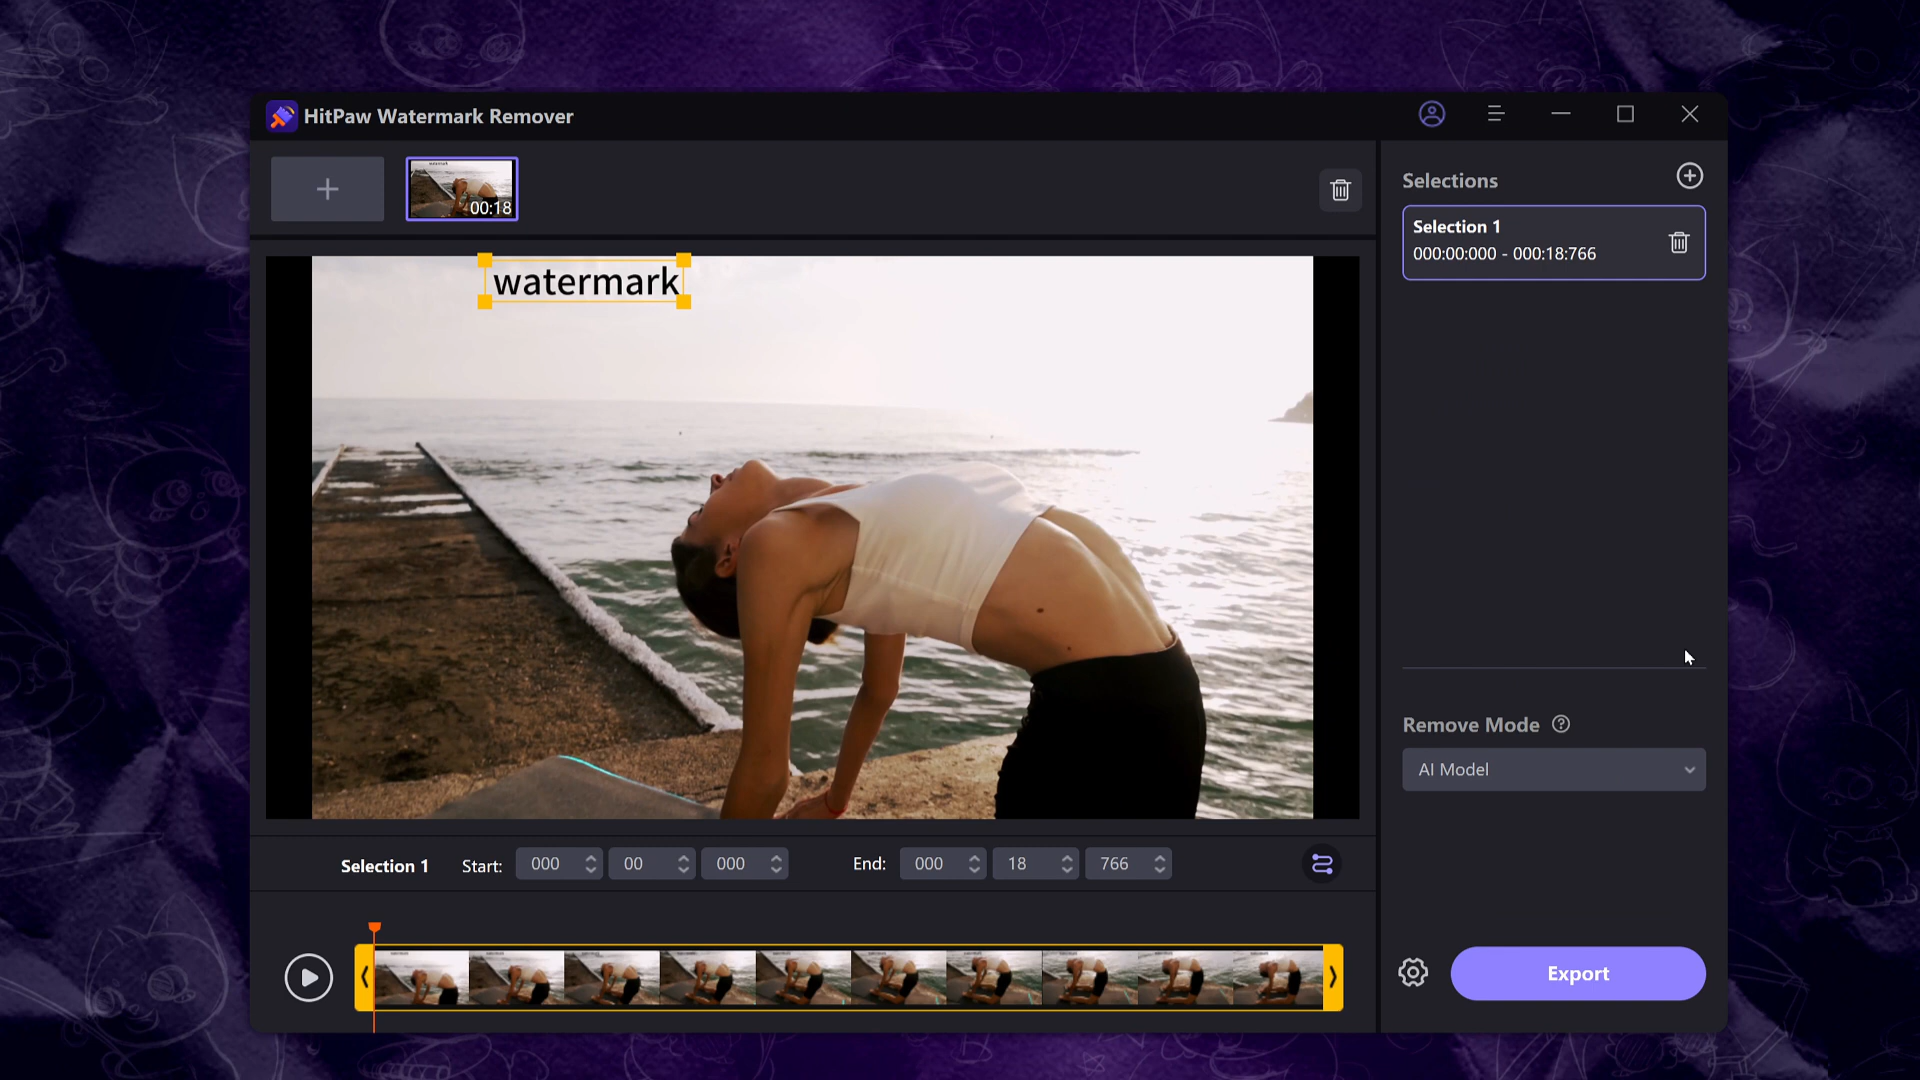 HitPaw Watermark Remover
00:18
Selections
Selection 1
000:00:000 - 000:18:766
watermark
Remove Mode
AI Model
Selection 1 Start: 000 00 000 End: 000 18 766
Export